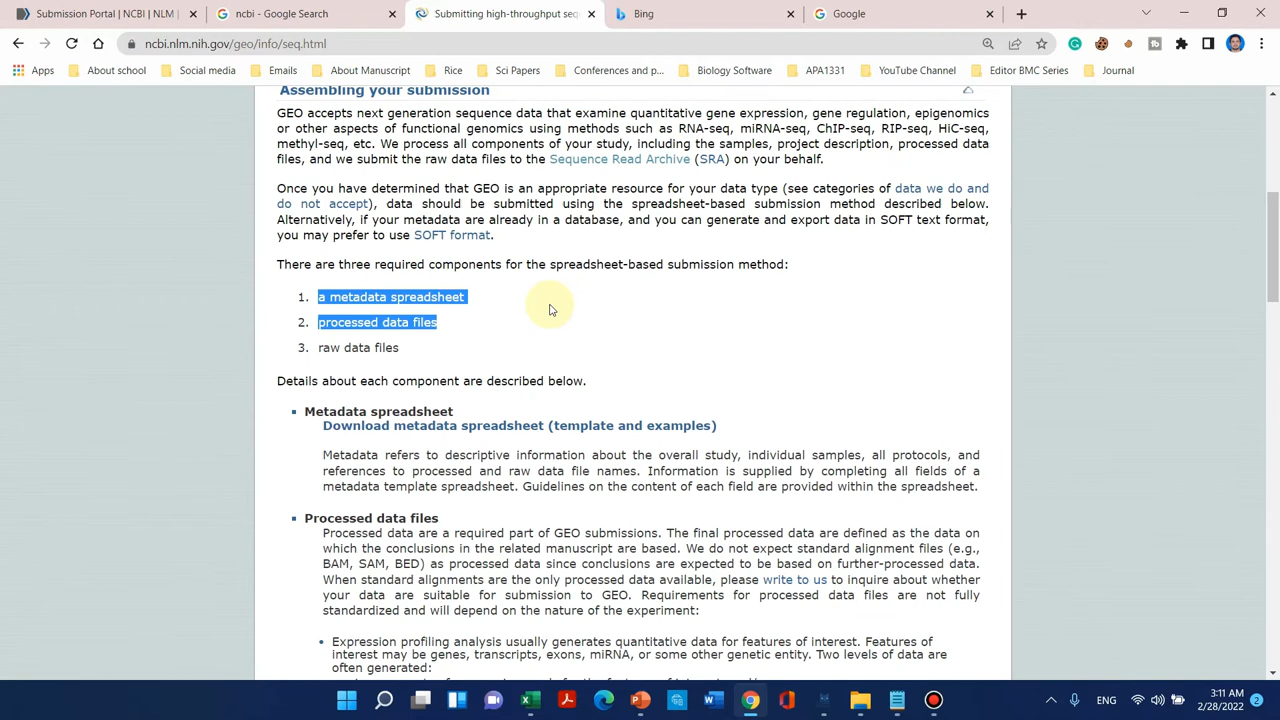 Submission Portal | NCBI | NLM |
ncbi - Google Search
Submitting high-throughput seq
Bing
Google
ncbi.nlm.nih.gov/geo/info/seq.html
Apps
About school
Social media
Emails
About Manuscript
Rice
Sci Papers
Conferences and p...
Biology Software
APA1331
YouTube Channel
Editor BMC Series
Journal
Assembling your submission
GEO accepts next generation sequence data that examine quantitative gene expression, gene regulation, epigenomics
or other aspects of functional genomics using methods such as RNA-seq, miRNA-seq, ChIP-seq, RIP-seq, HiC-seq,
methyl-seq, etc. We process all components of your study, including the samples, project description, processed data
files, and we submit the raw data files to the Sequence Read Archive (SRA) on your behalf.
Once you have determined that GEO is an appropriate resource for your data type (see categories of data we do and
do not accept), data should be submitted using the spreadsheet-based submission method described below.
Alternatively, if your metadata are already in a database, and you can generate and export data in SOFT text format,
you may prefer to use SOFT format.
There are three required components for the spreadsheet-based submission method:
1. a metadata spreadsheet
2. processed data files
3. raw data files
Details about each component are described below.
Metadata spreadsheet
Download metadata spreadsheet (template and examples)
Metadata refers to descriptive information about the overall study, individual samples, all protocols, and
references to processed and raw data file names. Information is supplied by completing all fields of a
metadata template spreadsheet. Guidelines on the content of each field are provided within the spreadsheet.
Processed data files
Processed data are a required part of GEO submissions. The final processed data are defined as the data on
which the conclusions in the related manuscript are based. We do not expect standard alignment files (e.g.,
BAM, SAM, BED) as processed data since conclusions are expected to be based on further-processed data.
When standard alignments are the only processed data available, please write to us to inquire about whether
your data are suitable for submission to GEO. Requirements for processed data files are not fully
standardized and will depend on the nature of the experiment:
Expression profiling analysis usually generates quantitative data for features of interest. Features of
interest may be genes, transcripts, exons, miRNA, or some other genetic entity. Two levels of data are
often generated:
ENG
3:11 AM
2/28/2022
2